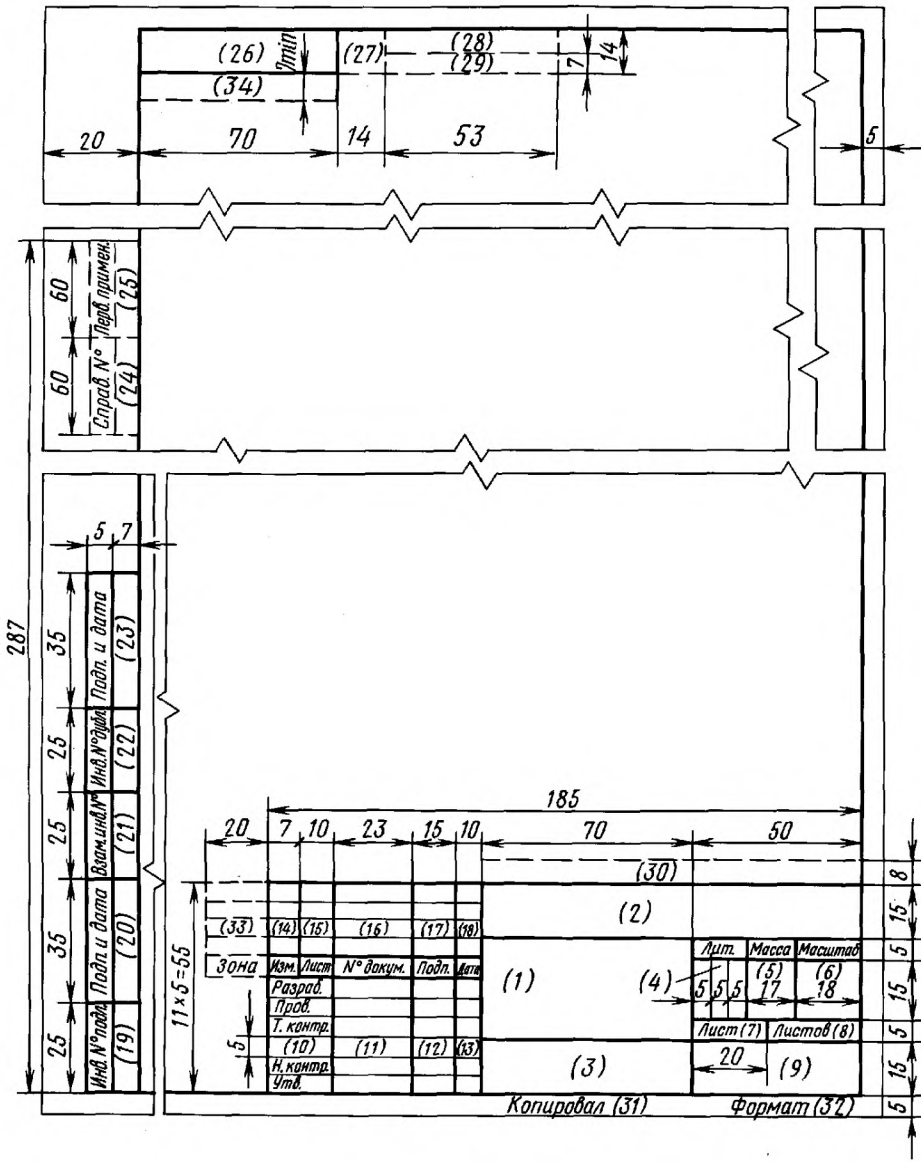 (26) 7min (27) (28)
(29) 7 14
(34)
20 70 14 53 5
287
60 Перв. примен. (25)
60 Справ. № (24)
5 7
35 Подп. и дата (23)
25 Инв. № дубл. (22)
25 Взам. инв. № (21)
35 Подп. и дата (20)
25 Инв. № подл. (19)
185
20 7 10 23 15 10 70 50
(30) 8
11×5=55
(2) 15
(33) (14) (15) (16) (17) (18)
Лит. Масса Масштаб 5
Зона Изм. Лист № докум. Подп. Дата (1) (4) (5) (6)
5 5 5 17 18 15
Разраб.
Пров.
Т. контр. Лист (7) Листов (8) 5
5 (10) (11) (12) (13)
Н. контр. (3) 20 (9) 15
Утв.
Копировал (31) Формат (32) 5